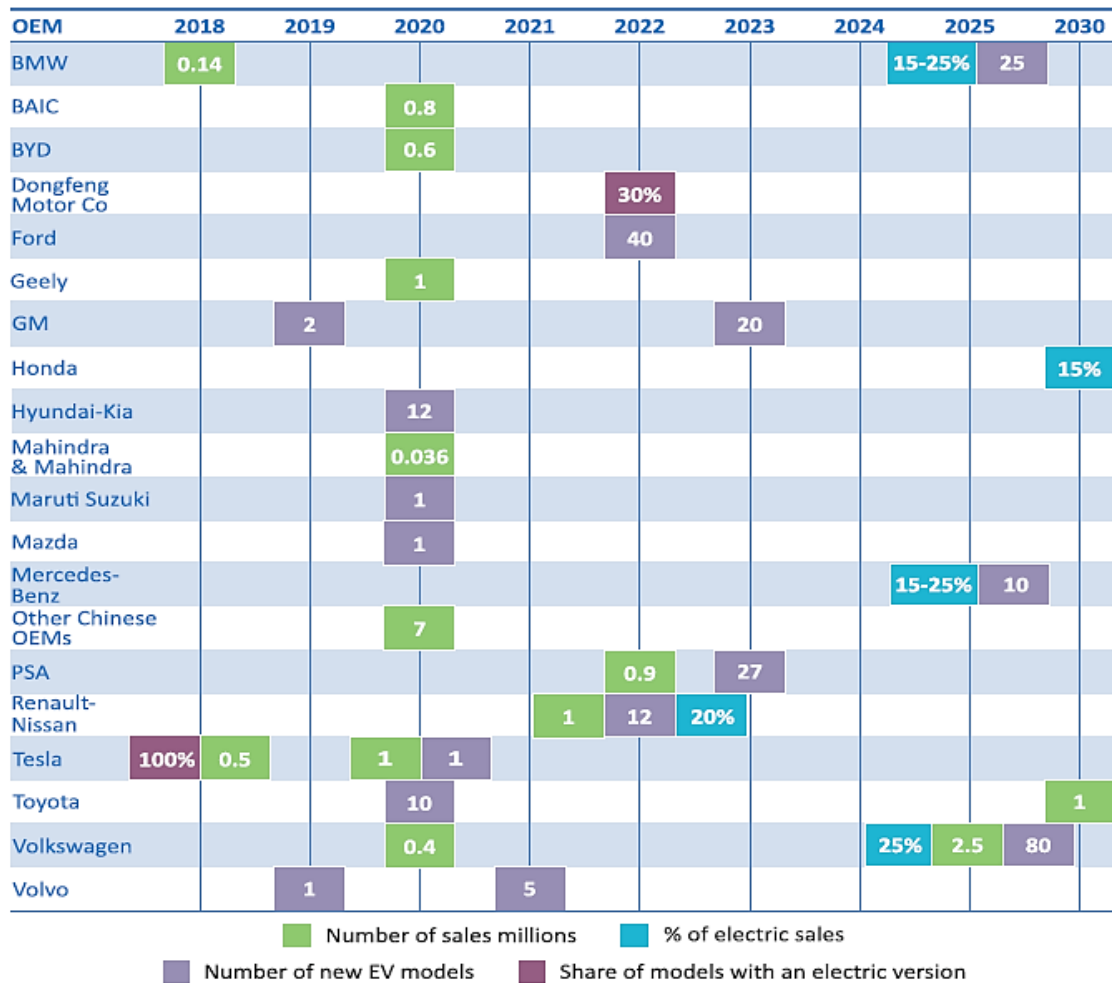 OEM 2018 2019 2020 2021 2022 2023 2024 2025 2030
BMW 0.14 15-25% 25
BAIC 0.8
BYD 0.6
Dongfeng
Motor Co 30%
Ford 40
Geely 1
GM 2 20
Honda 15%
Hyundai-Kia 12
Mahindra
& Mahindra 0.036
Maruti Suzuki 1
Mazda 1
Mercedes-
Benz 15-25% 10
Other Chinese
OEMs 7
PSA 0.9 27
Renault-
Nissan 1 12 20%
Tesla 100% 0.5 1 1
Toyota 10 1
Volkswagen 0.4 25% 2.5 80
Volvo 1 5
Number of sales millions % of electric sales
Number of new EV models Share of models with an electric version